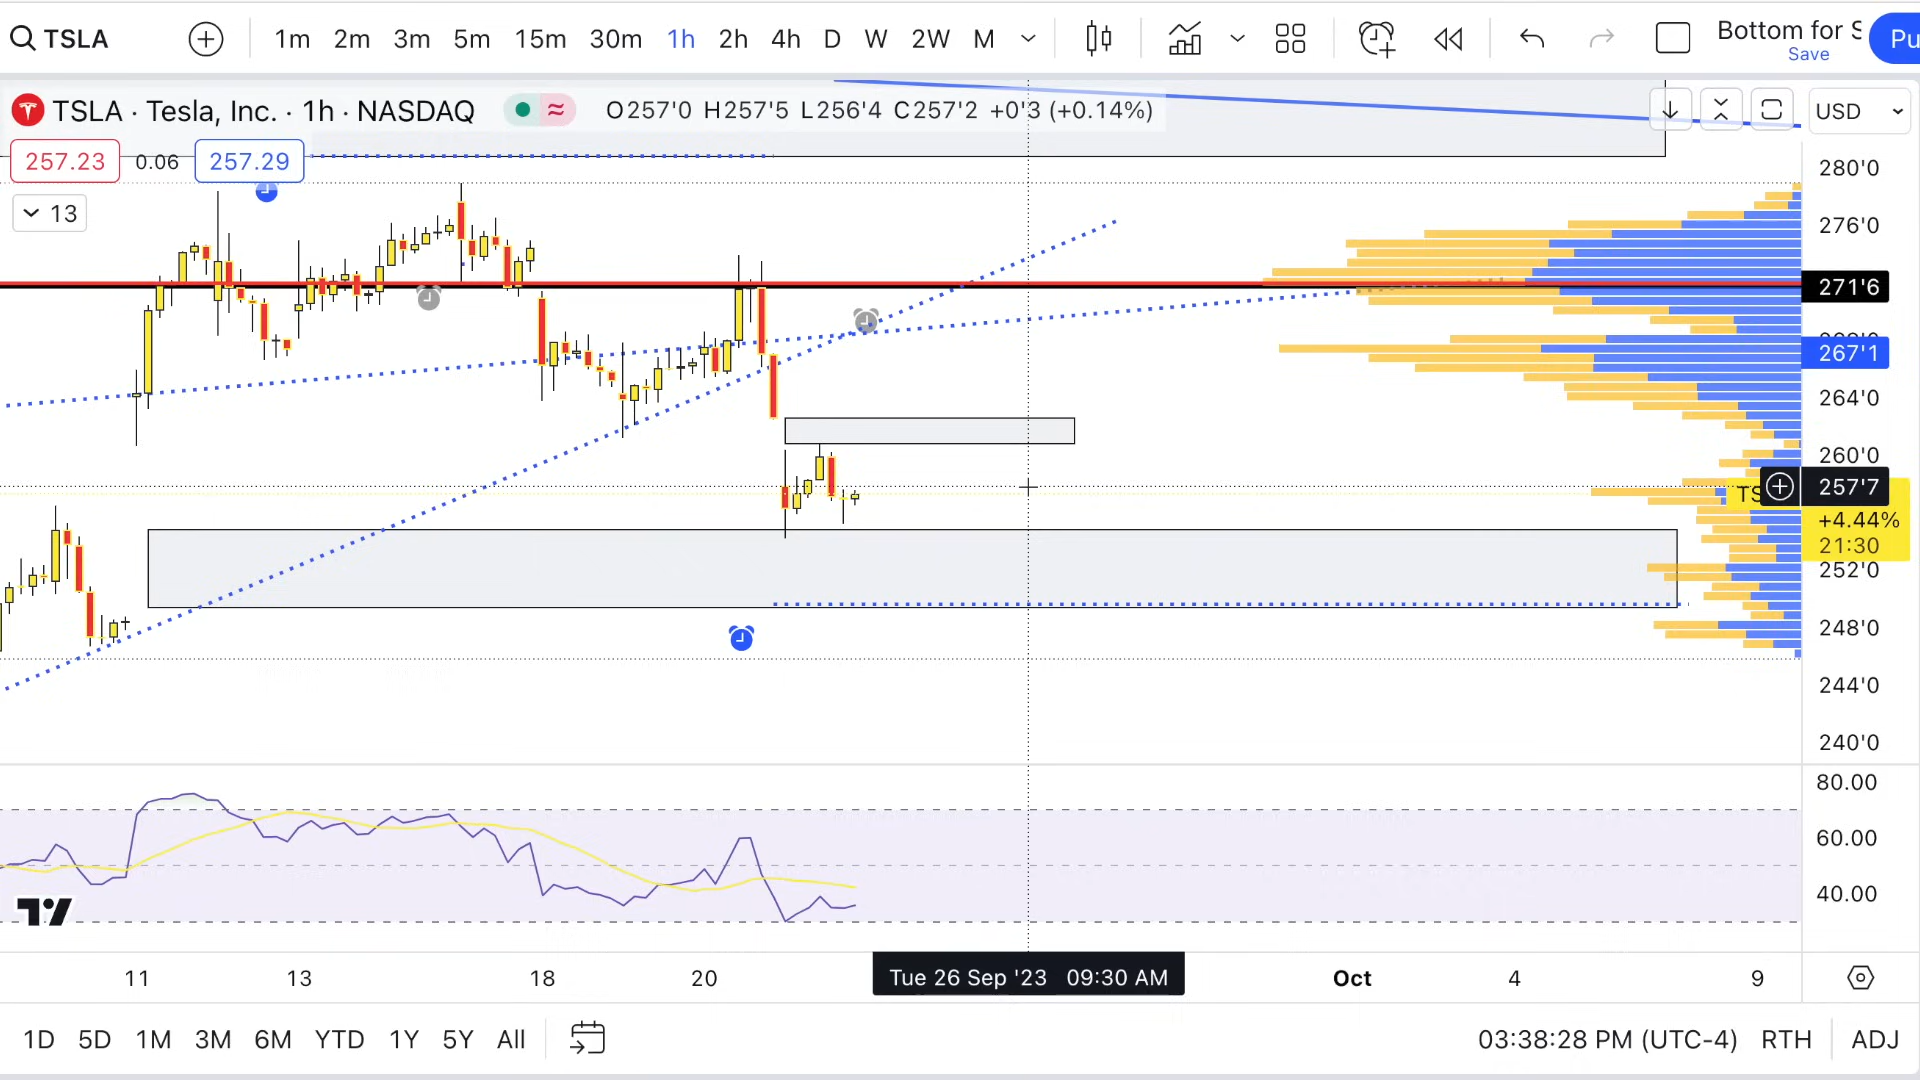 TSLA 1m 2m 3m 5m 15m 30m 1h 2h 4h D W 2W M Bottom for S
Save
Pu
TSLA · Tesla, Inc. · 1h · NASDAQ O257'0 H257'5 L256'4 C257'2 +0'3 (+0.14%) USD
257.23 0.06 257.29
13
280'0
276'0
271'6
267'1
264'0
260'0
TS 257'7
+4.44%
21:30
252'0
248'0
244'0
240'0
80.00
60.00
40.00
11 13 18 20 Tue 26 Sep '23 09:30 AM Oct 4 9
1D 5D 1M 3M 6M YTD 1Y 5Y All 03:38:28 PM (UTC-4) RTH ADJ